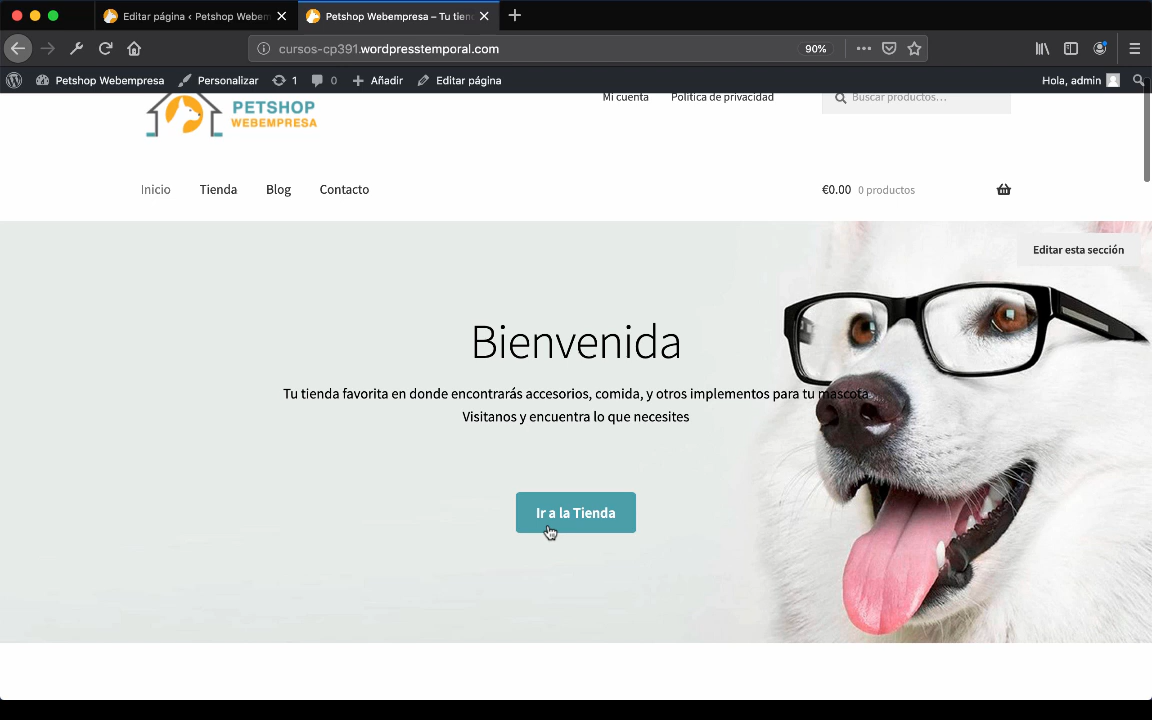 Editar página ‹ Petshop Webem
Petshop Webempresa – Tu tien
cursos-cp391.wordpresstemporal.com
90%
Petshop Webempresa
Personalizar
1
0
Añadir
Editar página
Hola, admin
PETSHOP
WEBEMPRESA
Mi cuenta
Política de privacidad
Buscar productos…
Inicio
Tienda
Blog
Contacto
€0.00 0 productos
Editar esta sección
Bienvenida
Tu tienda favorita en donde encontrarás accesorios, comida, y otros implementos para tu mascota
Visitanos y encuentra lo que necesites
Ir a la Tienda